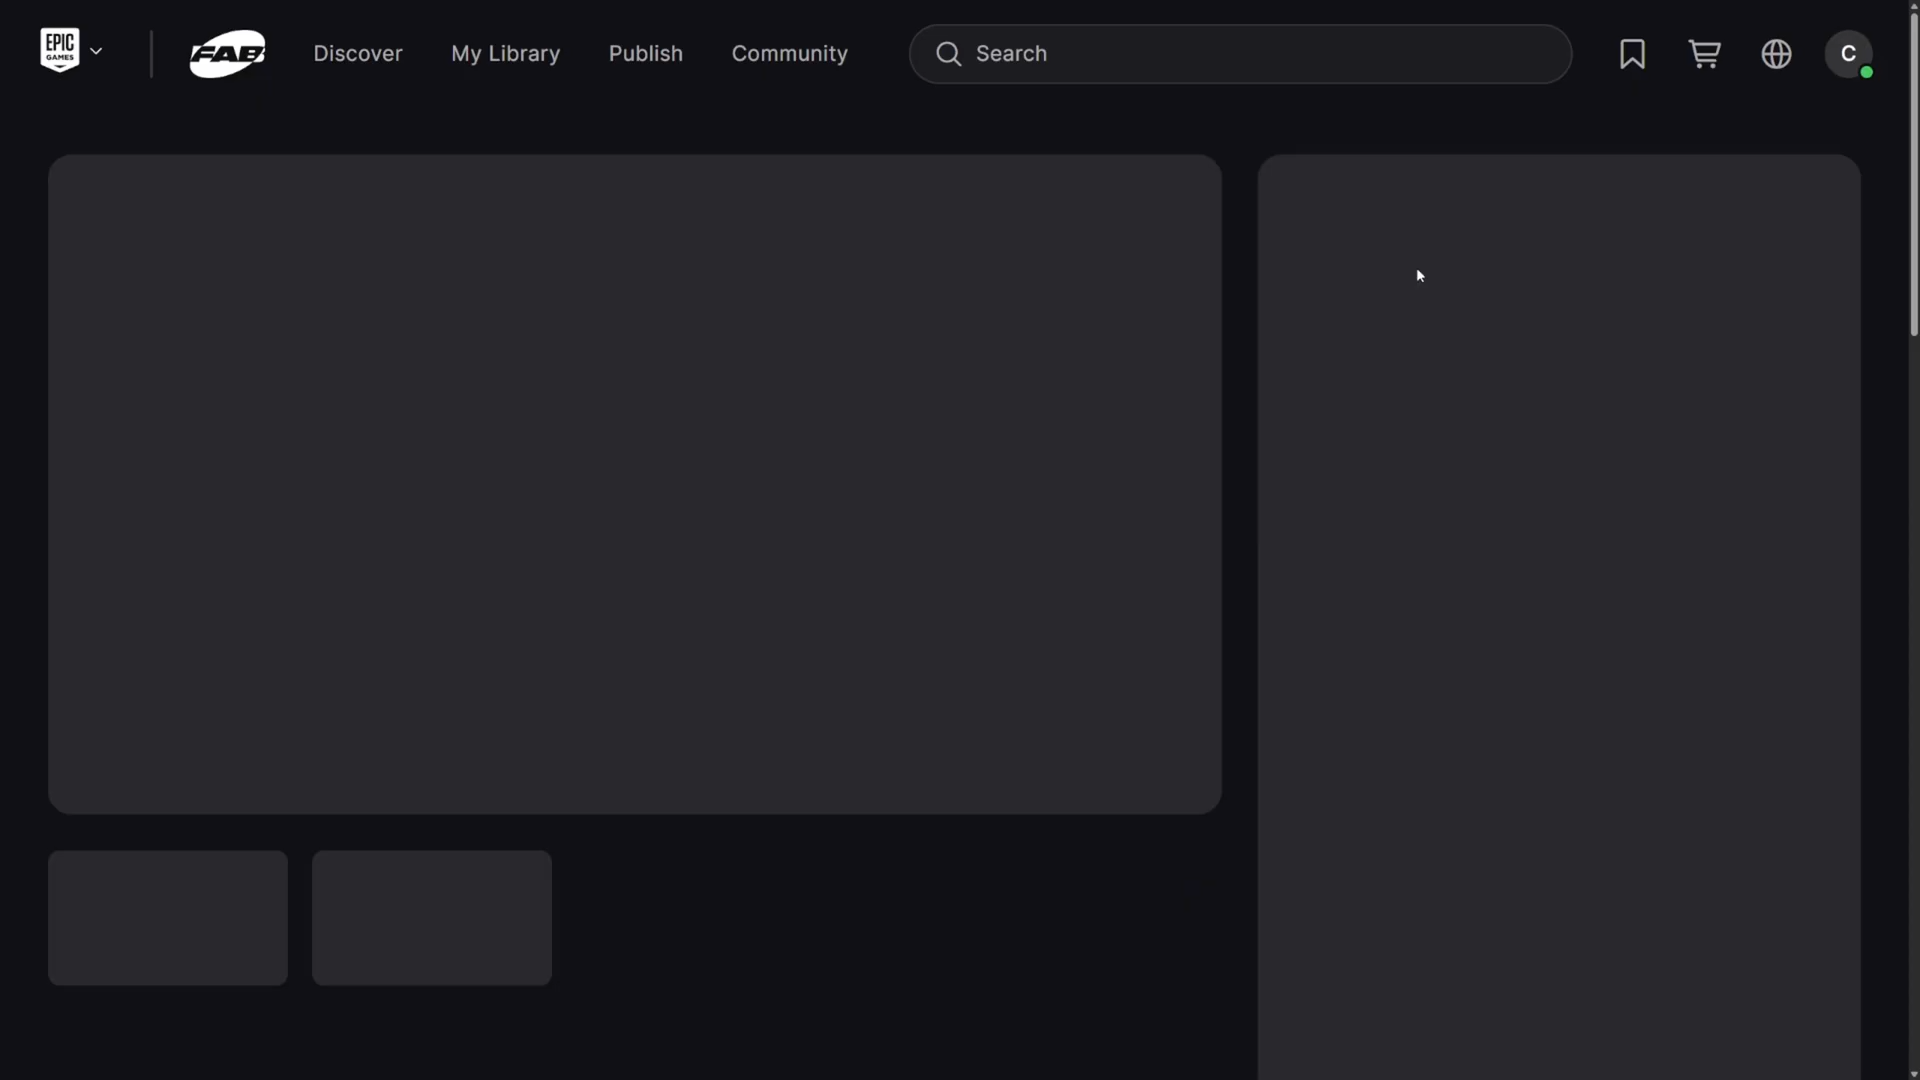 EPIC
GAMES
FAB
Discover
My Library
Publish
Community
Search
C